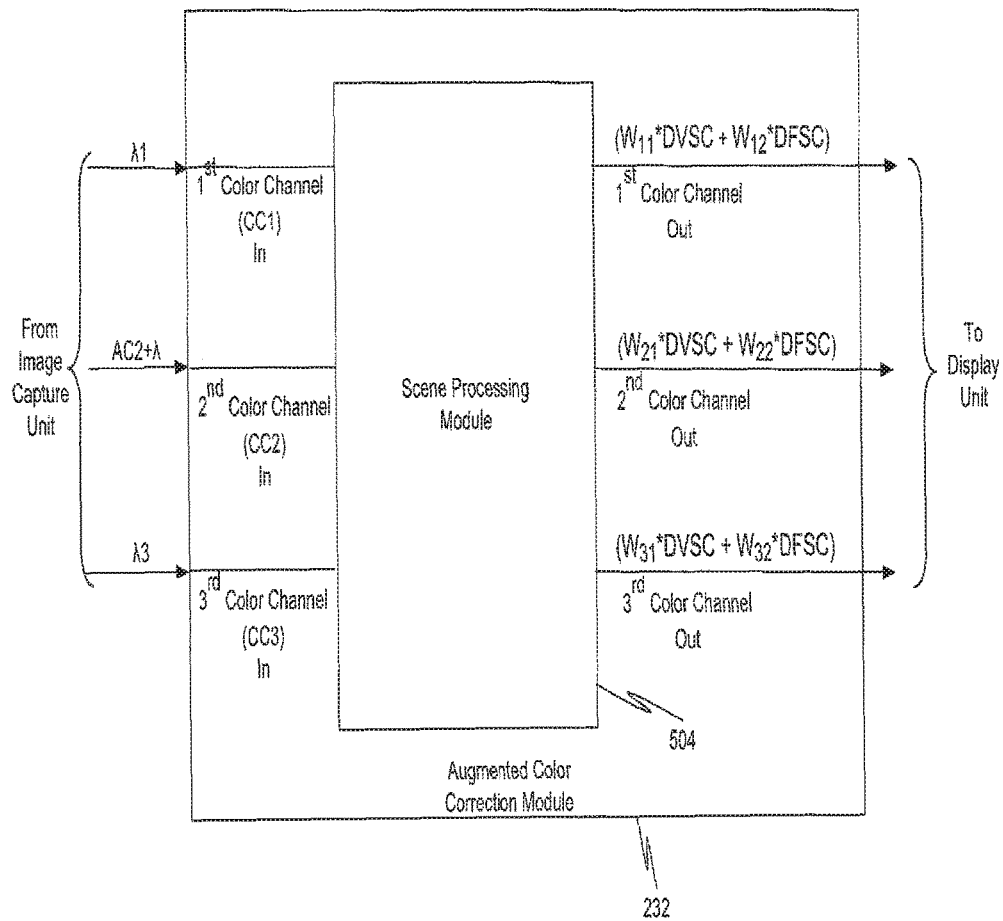 From
Image
Capture
Unit
λ1
1st Color Channel
(CC1)
In
AC2+λ
2nd Color Channel
(CC2)
In
λ3
3rd Color Channel
(CC3)
In
Scene Processing
Module
(W11*DVSC + W12*DFSC)
1st Color Channel
Out
(W21*DVSC + W22*DFSC)
2nd Color Channel
Out
(W31*DVSC + W32*DFSC)
3rd Color Channel
Out
To
Display
Unit
504
Augmented Color
Correction Module
232